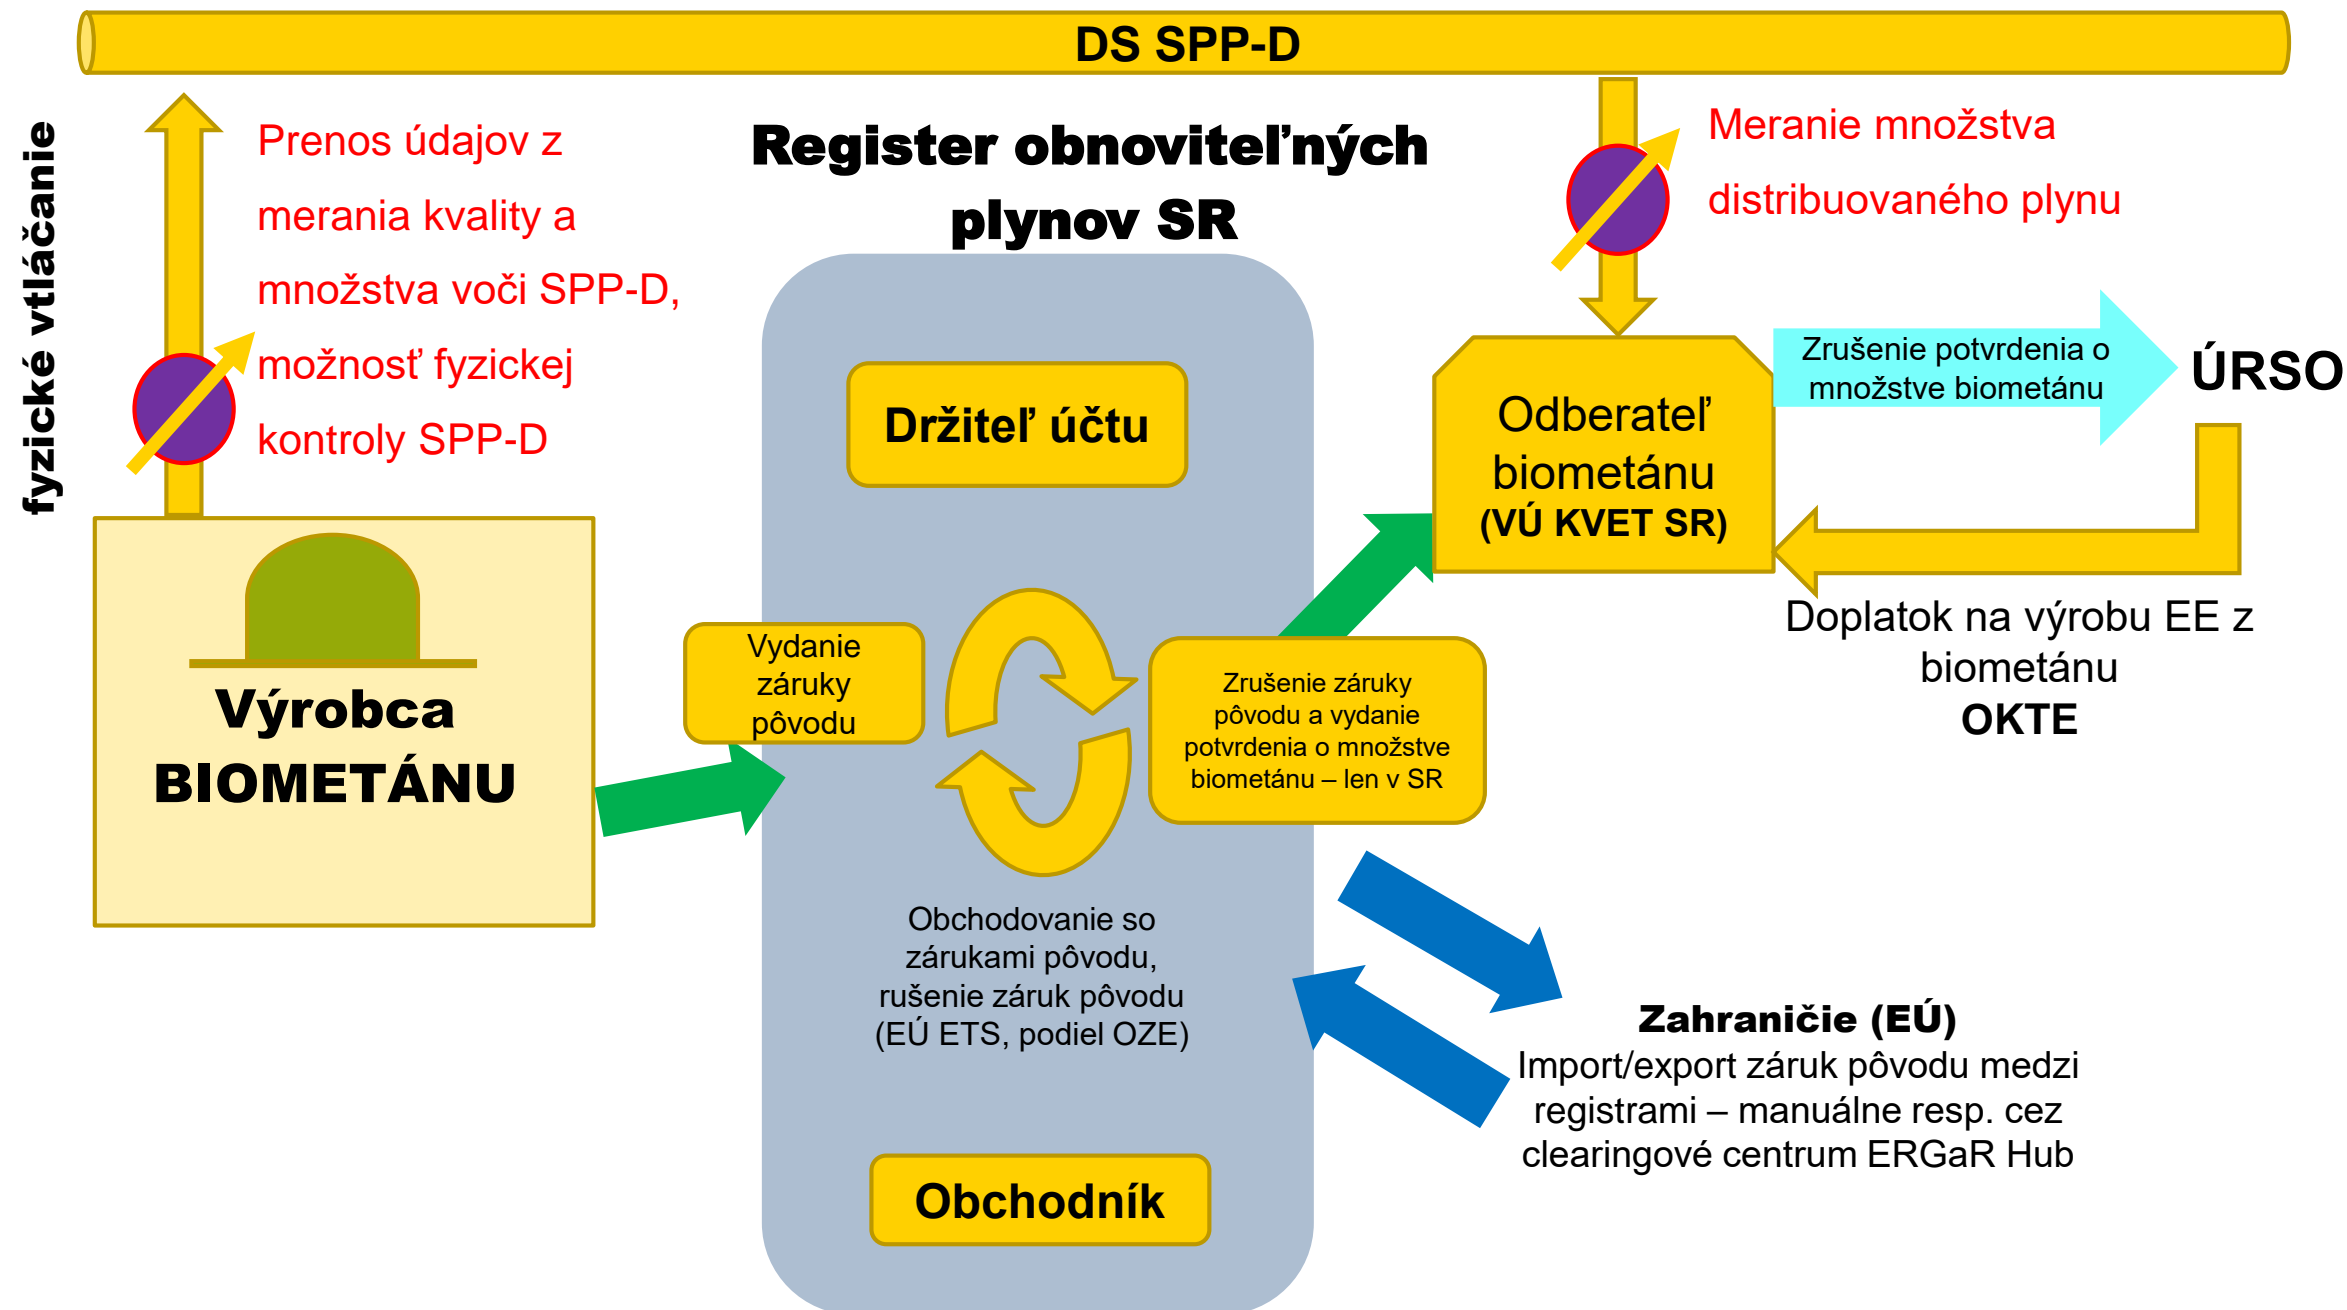 DS SPP-D
fyzické vtláčanie
Prenos údajov z
merania kvality a
množstva voči SPP-D,
možnosť fyzickej
kontroly SPP-D
Register obnoviteľných
plynov SR
Meranie množstva
distribuovaného plynu
Držiteľ účtu
Odberateľ
biometánu
(VÚ KVET SR)
Zrušenie potvrdenia o
množstve biometánu
ÚRSO
Výrobca
BIOMETÁNU
Vydanie
záruky
pôvodu
Zrušenie záruky
pôvodu a vydanie
potvrdenia o množstve
biometánu – len v SR
Doplatok na výrobu EE z
biometánu
OKTE
Obchodovanie so
zárukami pôvodu,
rušenie záruk pôvodu
(EÚ ETS, podiel OZE)
Zahraničie (EÚ)
Import/export záruk pôvodu medzi
registrami – manuálne resp. cez
clearingové centrum ERGaR Hub
Obchodník